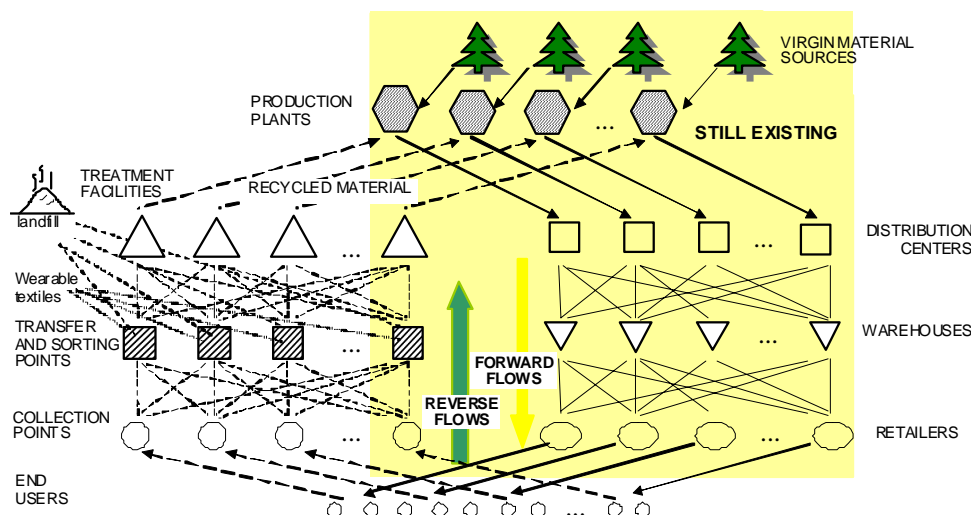 VIRGIN MATERIAL
SOURCES
PRODUCTION
PLANTS
...
STILL EXISTING
TREATMENT
FACILITIES
RECYCLED MATERIAL
landfill
...
...
DISTRIBUTION
CENTERS
Wearable
textiles
TRANSFER
AND SORTING
POINTS
...
...
WAREHOUSES
FORWARD
FLOWS
REVERSE
FLOWS
COLLECTION
POINTS
...
...
RETAILERS
END
USERS
...